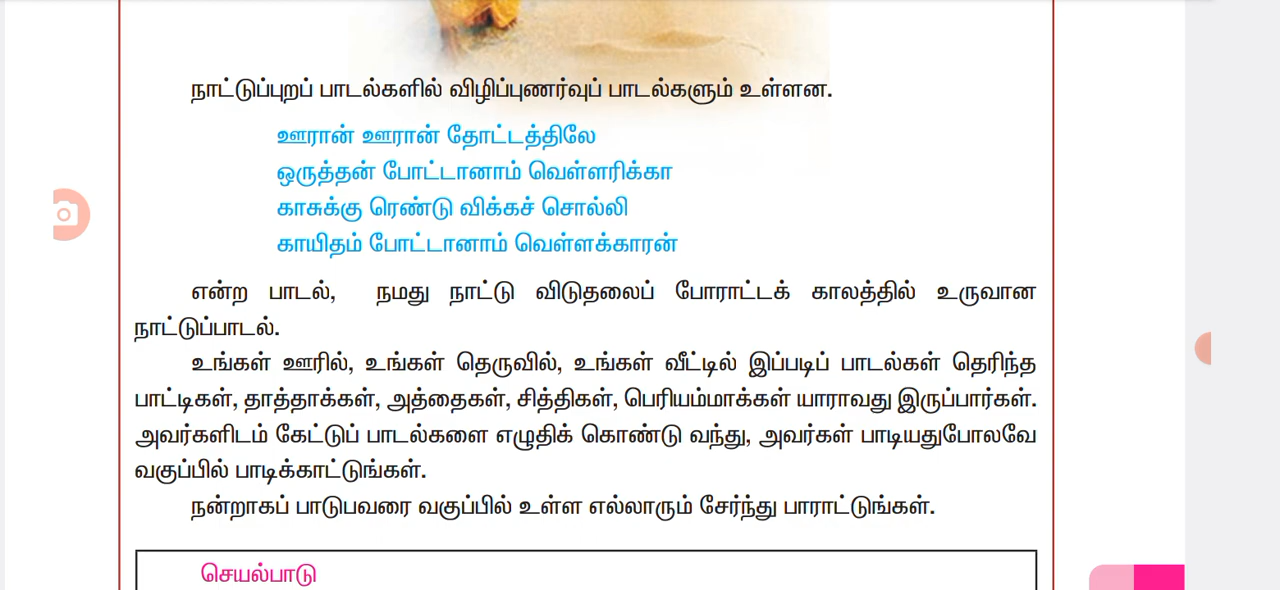 நாட்டுப்புறப் பாடல்களில் விழிப்புணர்வுப் பாடல்களும் உள்ளன.
ஊரான் ஊரான் தோட்டத்திலே
ஒருத்தன் போட்டானாம் வெள்ளரிக்கா
காசுக்கு ரெண்டு விக்கச் சொல்லி
காயிதம் போட்டானாம் வெள்ளக்காரன்
என்ற பாடல், நமது நாட்டு விடுதலைப் போராட்டக் காலத்தில் உருவான
நாட்டுப்பாடல்.
உங்கள் ஊரில், உங்கள் தெருவில், உங்கள் வீட்டில் இப்படிப் பாடல்கள் தெரிந்த
பாட்டிகள், தாத்தாக்கள், அத்தைகள், சித்திகள், பெரியம்மாக்கள் யாராவது இருப்பார்கள்.
அவர்களிடம் கேட்டுப் பாடல்களை எழுதிக் கொண்டு வந்து, அவர்கள் பாடியதுபோலவே
வகுப்பில் பாடிக்காட்டுங்கள்.
நன்றாகப் பாடுபவரை வகுப்பில் உள்ள எல்லாரும் சேர்ந்து பாராட்டுங்கள்.
செயல்பாடு